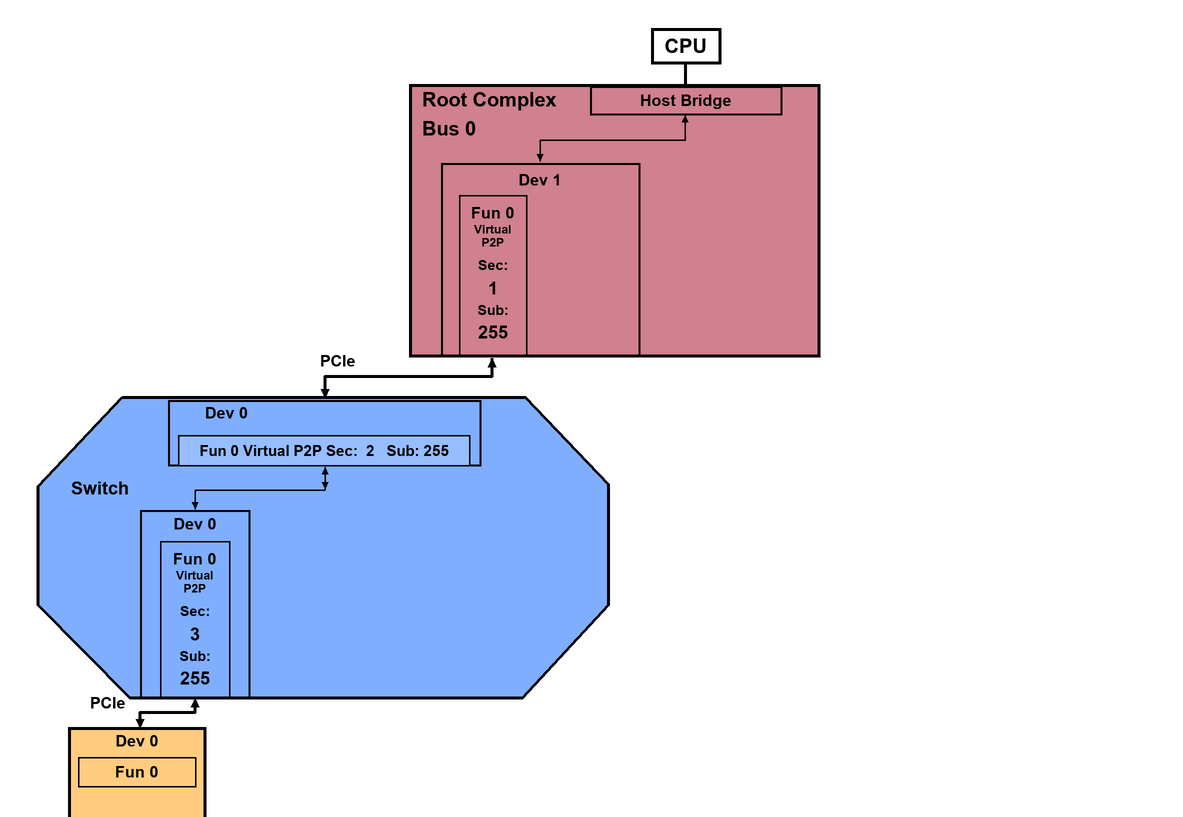 CPU
Root Complex
Host Bridge
Bus 0
Dev 1
Fun 0
Virtual
P2P
Sec:
1
Sub:
255
PCIe
Dev 0
Fun 0 Virtual P2P Sec: 2 Sub: 255
Switch
Dev 0
Fun 0
Virtual
P2P
Sec:
3
Sub:
255
PCIe
Dev 0
Fun 0